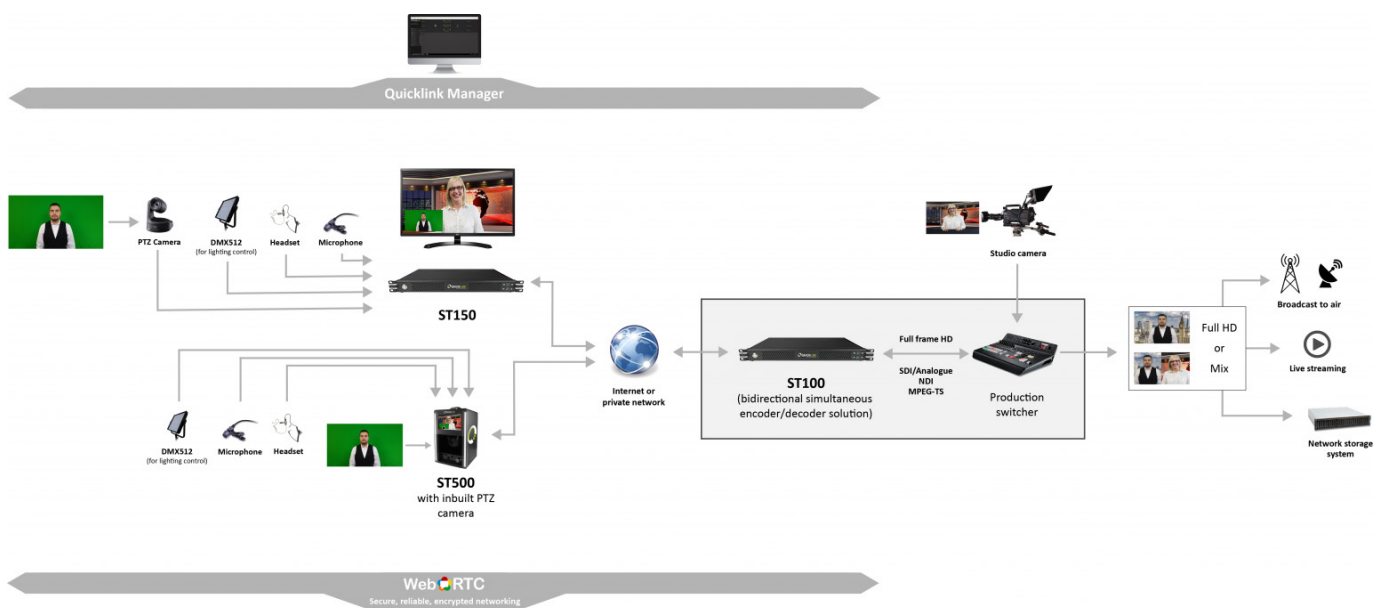 Quicklink Manager
PTZ Camera
DMX512
(for lighting control)
Headset
Microphone
ST150
Studio camera
Broadcast to air
Full HD
or
Mix
Live streaming
Network storage
system
Internet or
private network
ST100
(bidirectional simultaneous
encoder/decoder solution)
Full frame HD
SDI/Analogue
NDI
MPEG-TS
Production
switcher
DMX512
(for lighting control)
Microphone
Headset
ST500
with inbuilt PTZ
camera
WebRTC
Secure, reliable, encrypted networking